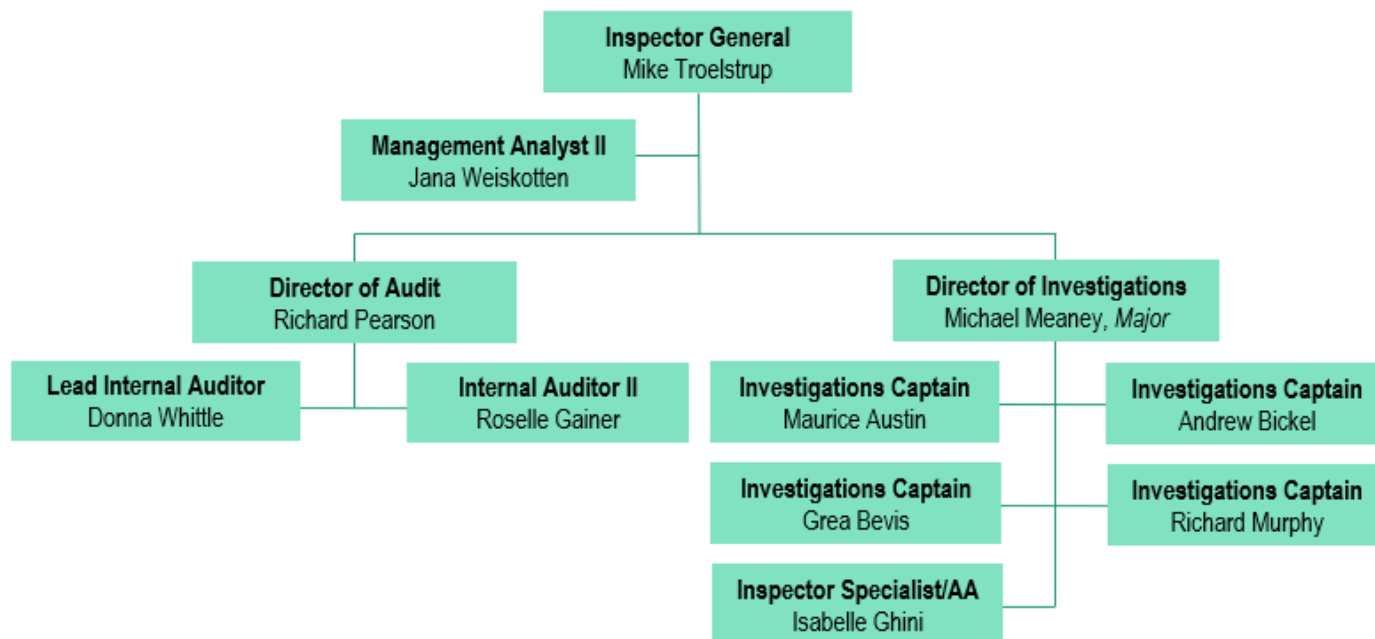 Inspector General
Mike Troelstrup
Management Analyst II
Jana Weiskotten
Director of Audit
Richard Pearson
Director of Investigations
Michael Meaney, Major
Lead Internal Auditor
Donna Whittle
Internal Auditor II
Roselle Gainer
Investigations Captain
Maurice Austin
Investigations Captain
Andrew Bickel
Investigations Captain
Grea Bevis
Investigations Captain
Richard Murphy
Inspector Specialist/AA
Isabelle Ghini